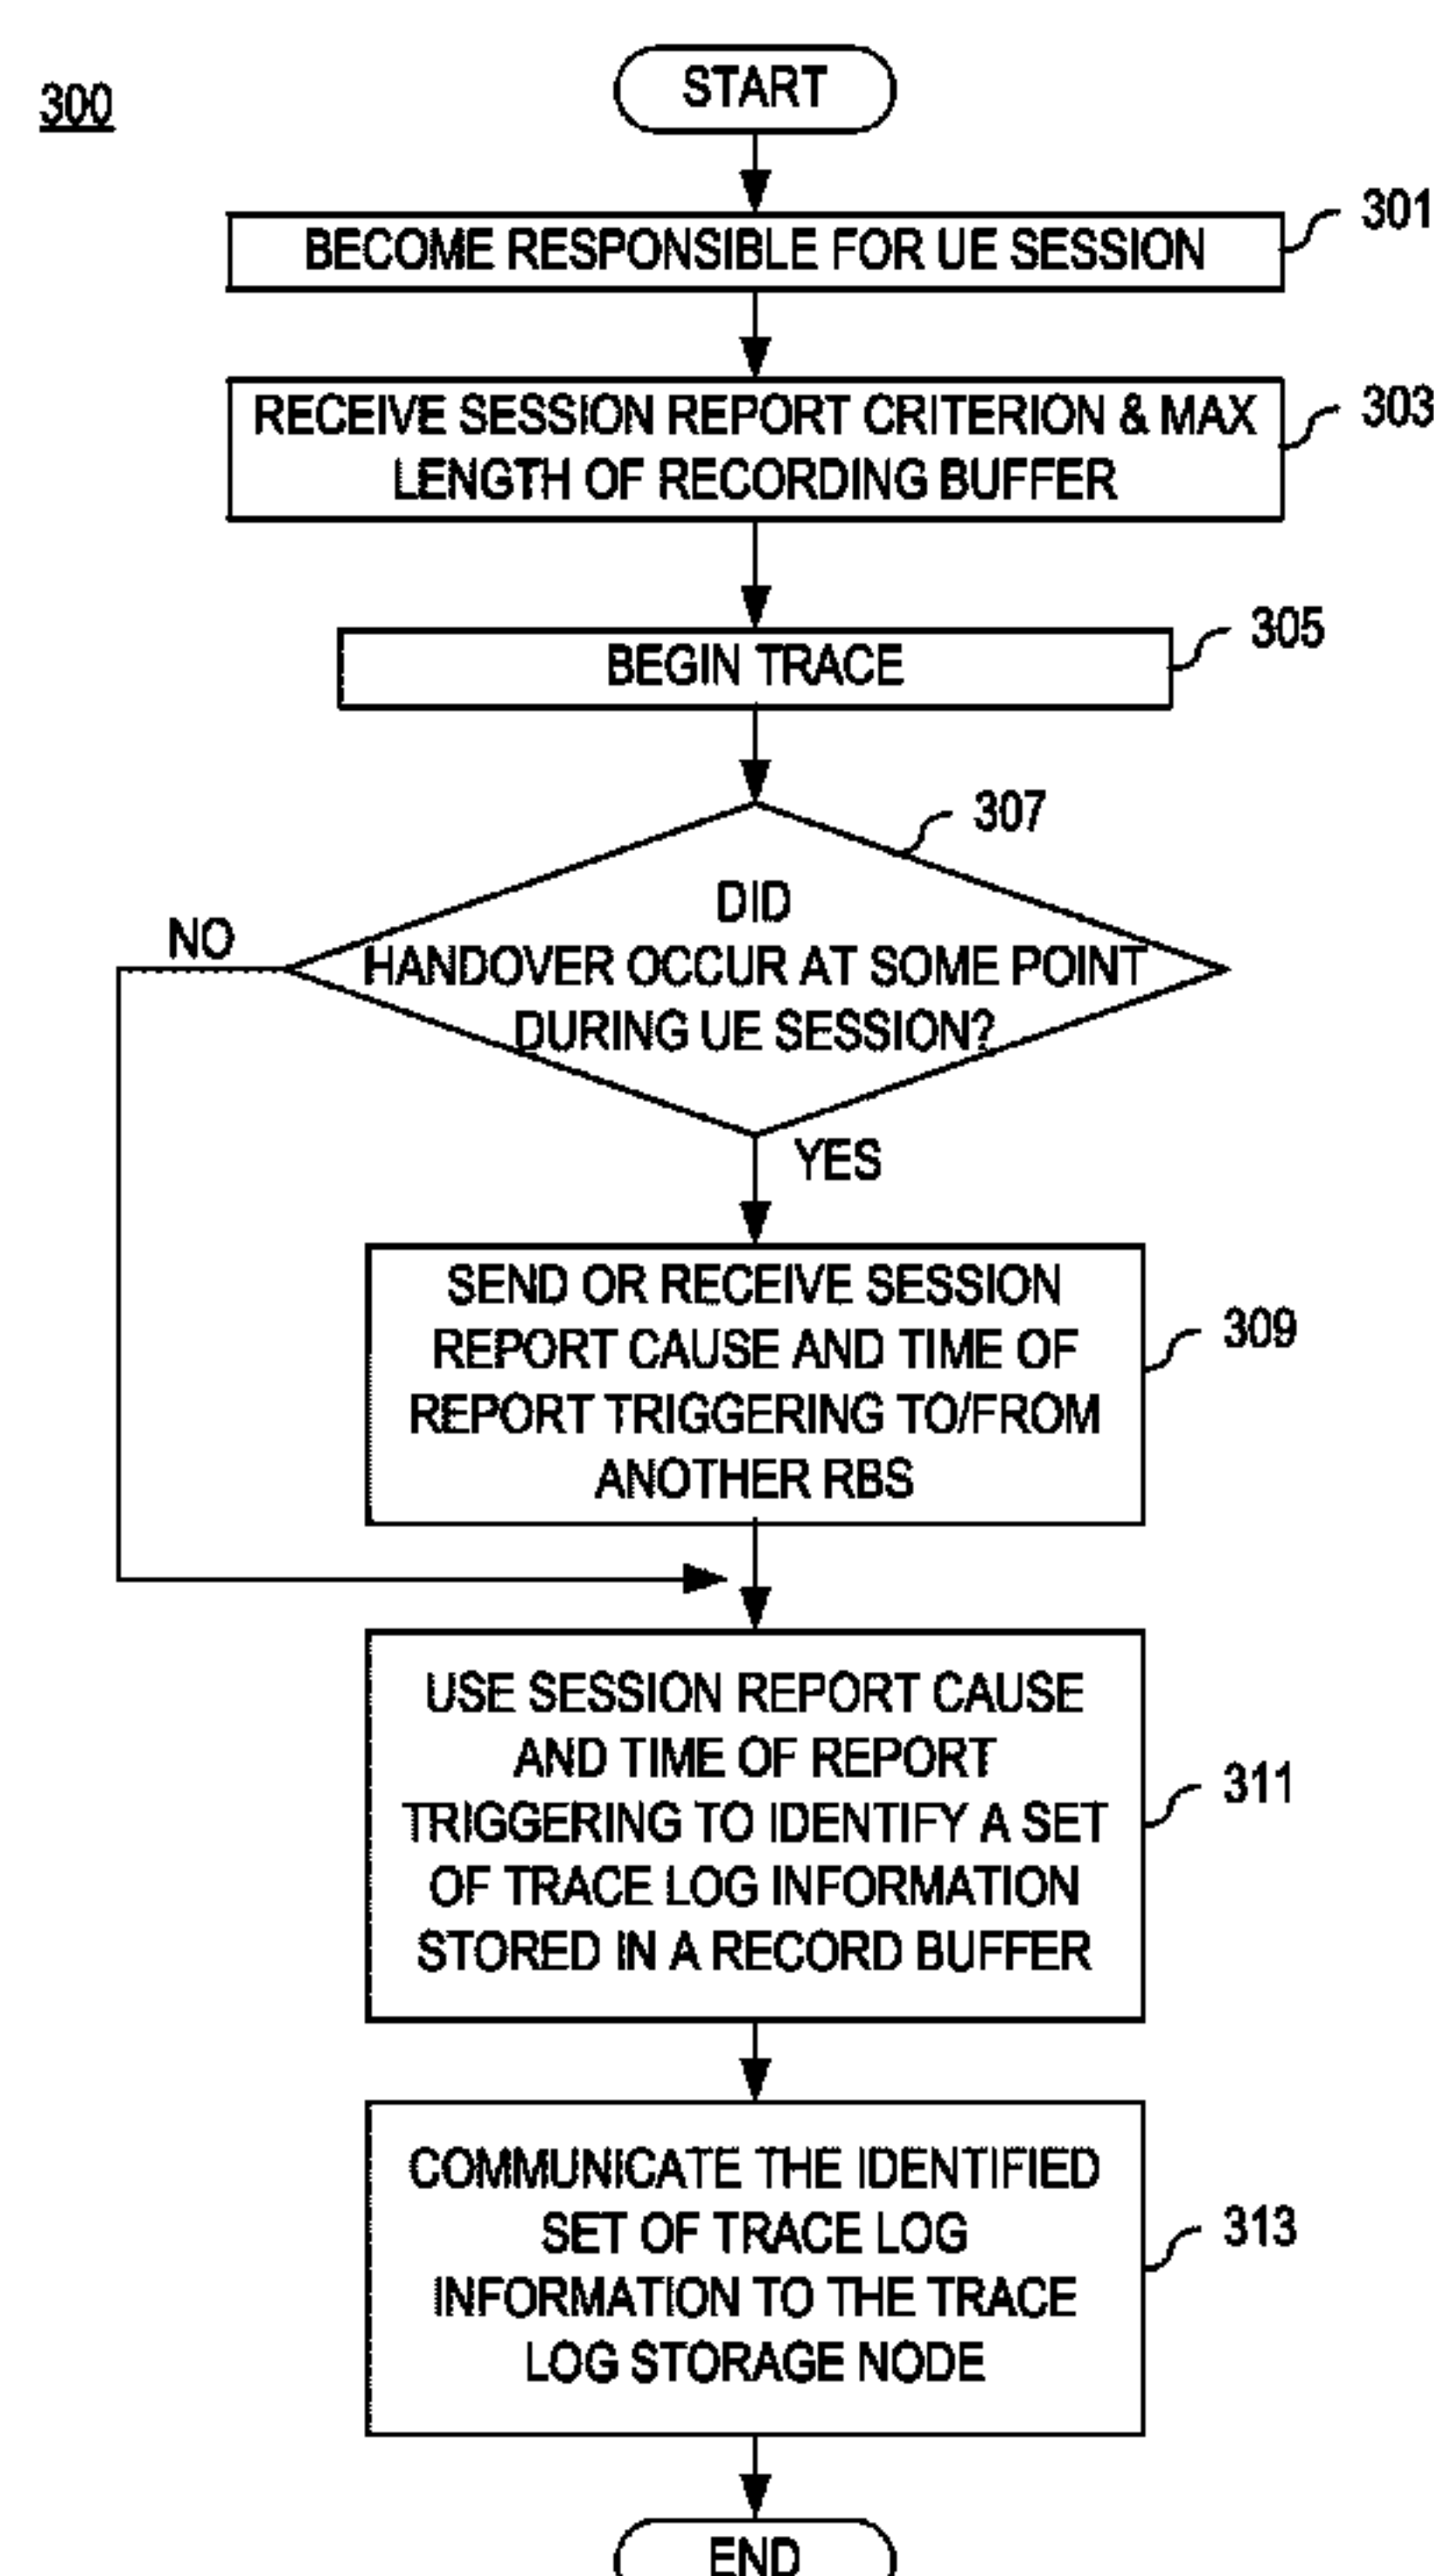 300
START
BECOME RESPONSIBLE FOR UE SESSION
301
RECEIVE SESSION REPORT CRITERION & MAX
LENGTH OF RECORDING BUFFER
303
BEGIN TRACE
305
307
DID
HANDOVER OCCUR AT SOME POINT
DURING UE SESSION?
NO
YES
SEND OR RECEIVE SESSION
REPORT CAUSE AND TIME OF
REPORT TRIGGERING TO/FROM
ANOTHER RBS
309
USE SESSION REPORT CAUSE
AND TIME OF REPORT
TRIGGERING TO IDENTIFY A SET
OF TRACE LOG INFORMATION
STORED IN A RECORD BUFFER
311
COMMUNICATE THE IDENTIFIED
SET OF TRACE LOG
INFORMATION TO THE TRACE
LOG STORAGE NODE
313
END